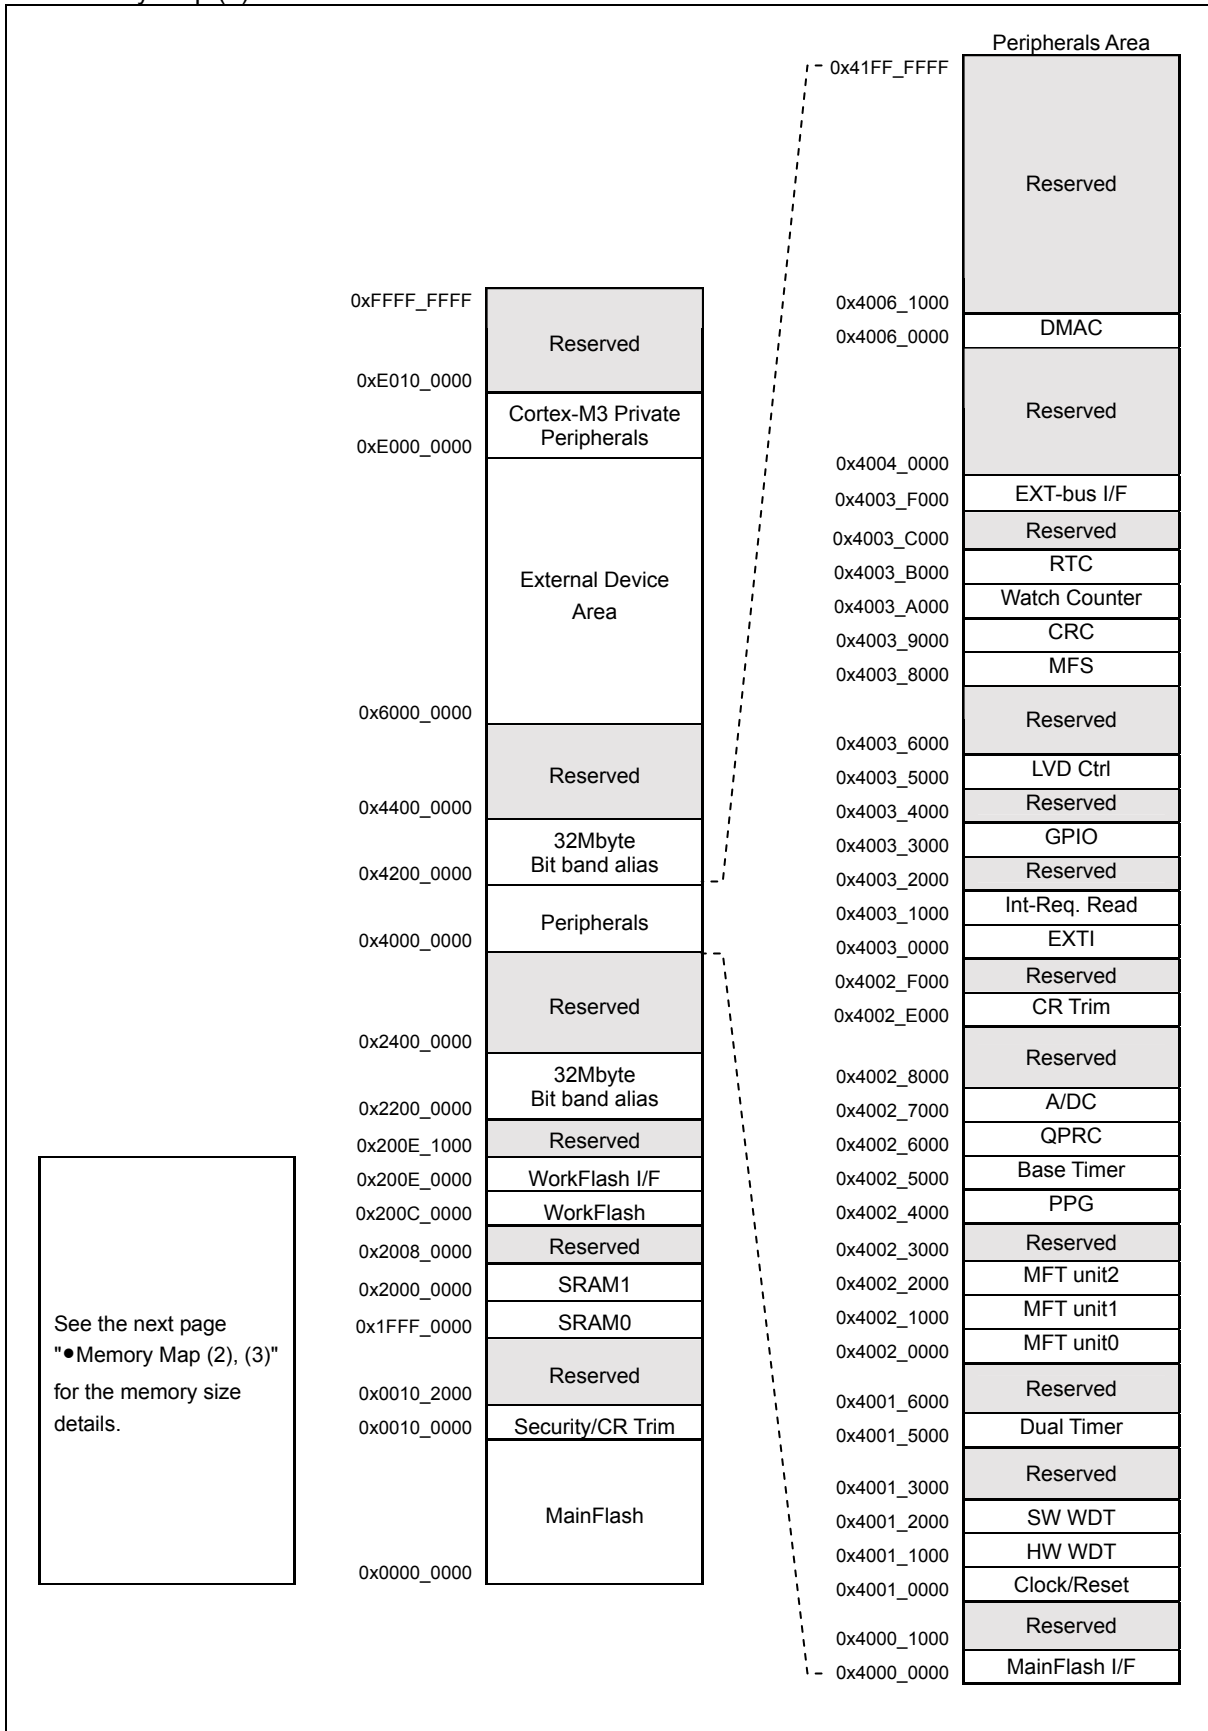 Peripherals Area
0x41FF_FFFF
Reserved
0x4006_1000
DMAC
0x4006_0000
Reserved
0x4004_0000
EXT-bus I/F
0x4003_F000
Reserved
0x4003_C000
RTC
0x4003_B000
Watch Counter
0x4003_A000
CRC
0x4003_9000
MFS
0x4003_8000
Reserved
0x4003_6000
LVD Ctrl
0x4003_5000
Reserved
0x4003_4000
GPIO
0x4003_3000
Reserved
0x4003_2000
Int-Req. Read
0x4003_1000
EXTI
0x4003_0000
Reserved
0x4002_F000
CR Trim
0x4002_E000
Reserved
0x4002_8000
A/DC
0x4002_7000
QPRC
0x4002_6000
Base Timer
0x4002_5000
PPG
0x4002_4000
Reserved
0x4002_3000
MFT unit2
0x4002_2000
MFT unit1
0x4002_1000
MFT unit0
0x4002_0000
Reserved
0x4001_6000
Dual Timer
0x4001_5000
Reserved
0x4001_3000
SW WDT
0x4001_2000
HW WDT
0x4001_1000
Clock/Reset
0x4001_0000
Reserved
0x4000_1000
MainFlash I/F
0x4000_0000
0xFFFF_FFFF
Reserved
0xE010_0000
Cortex-M3 Private
Peripherals
0xE000_0000
External Device
Area
0x6000_0000
Reserved
0x4400_0000
32Mbyte
Bit band alias
0x4200_0000
Peripherals
0x4000_0000
Reserved
0x2400_0000
32Mbyte
Bit band alias
0x2200_0000
Reserved
0x200E_1000
WorkFlash I/F
0x200E_0000
WorkFlash
0x200C_0000
Reserved
0x2008_0000
SRAM1
0x2000_0000
SRAM0
0x1FFF_0000
Reserved
0x0010_2000
Security/CR Trim
0x0010_0000
MainFlash
0x0000_0000
See the next page
"●Memory Map (2), (3)"
for the memory size
details.